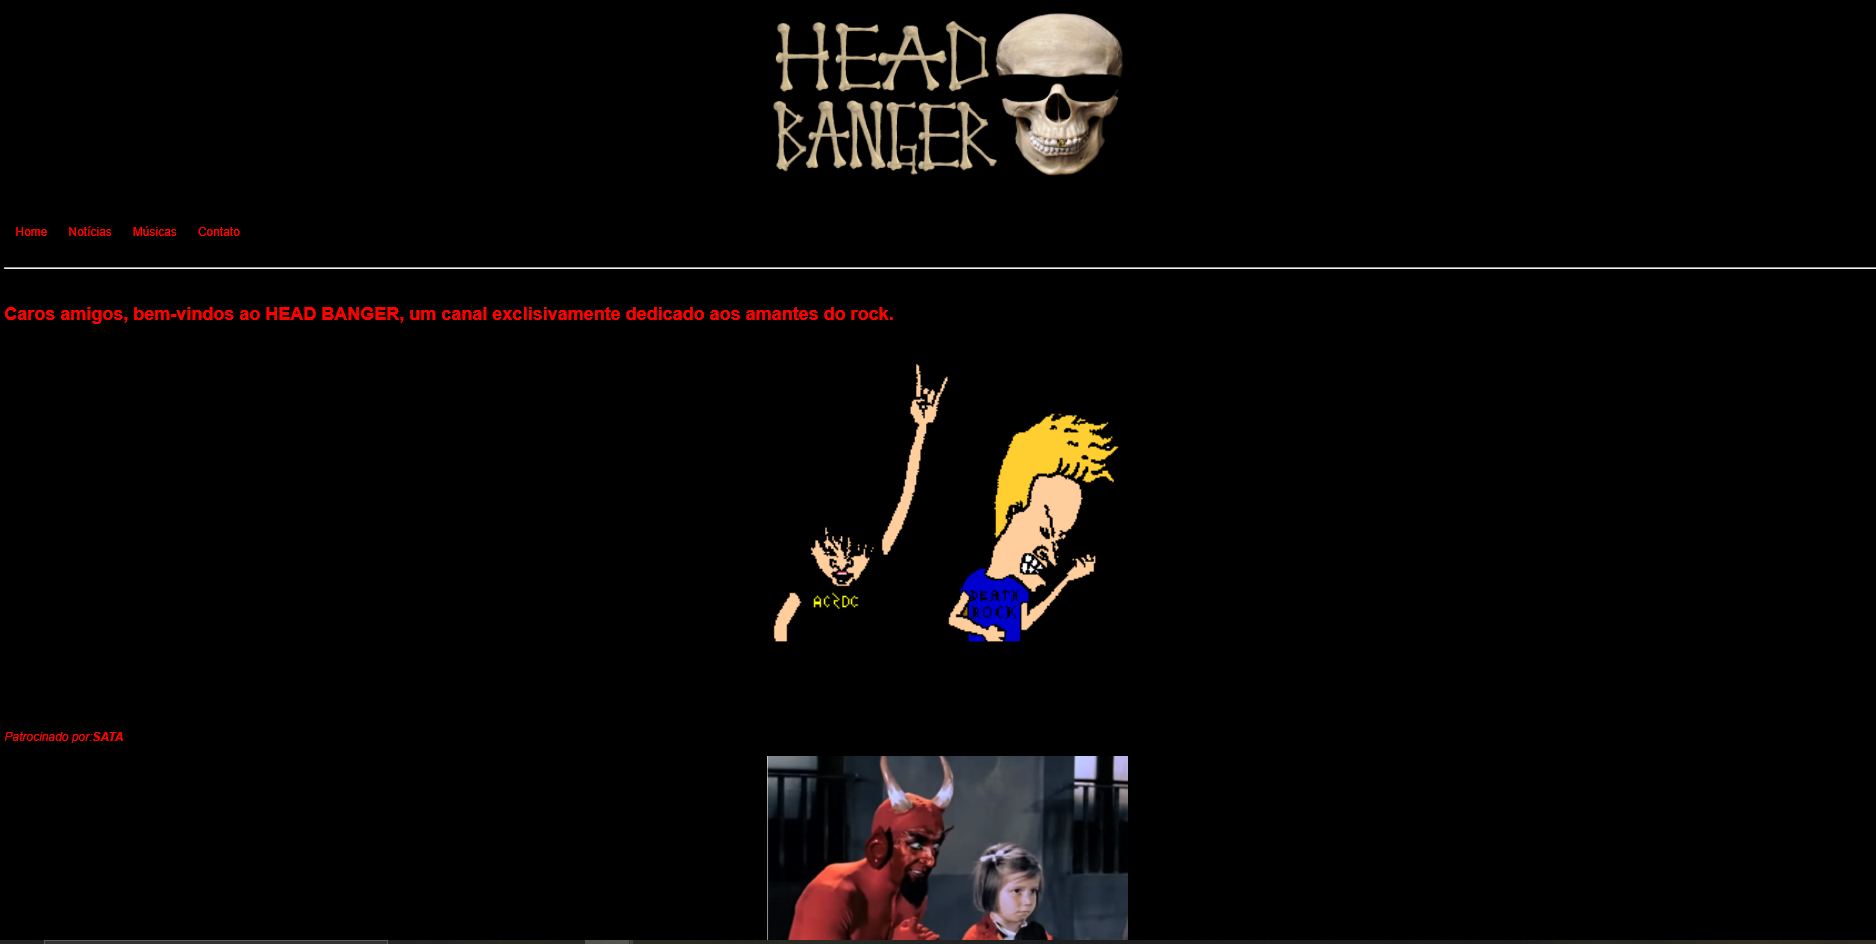 HEAD
BANGER
Home Notícias Músicas Contato
Caros amigos, bem-vindos ao HEAD BANGER, um canal exclisivamente dedicado aos amantes do rock.
AC⚡DC
DEATH
ROCK
Patrocinado por:SATA